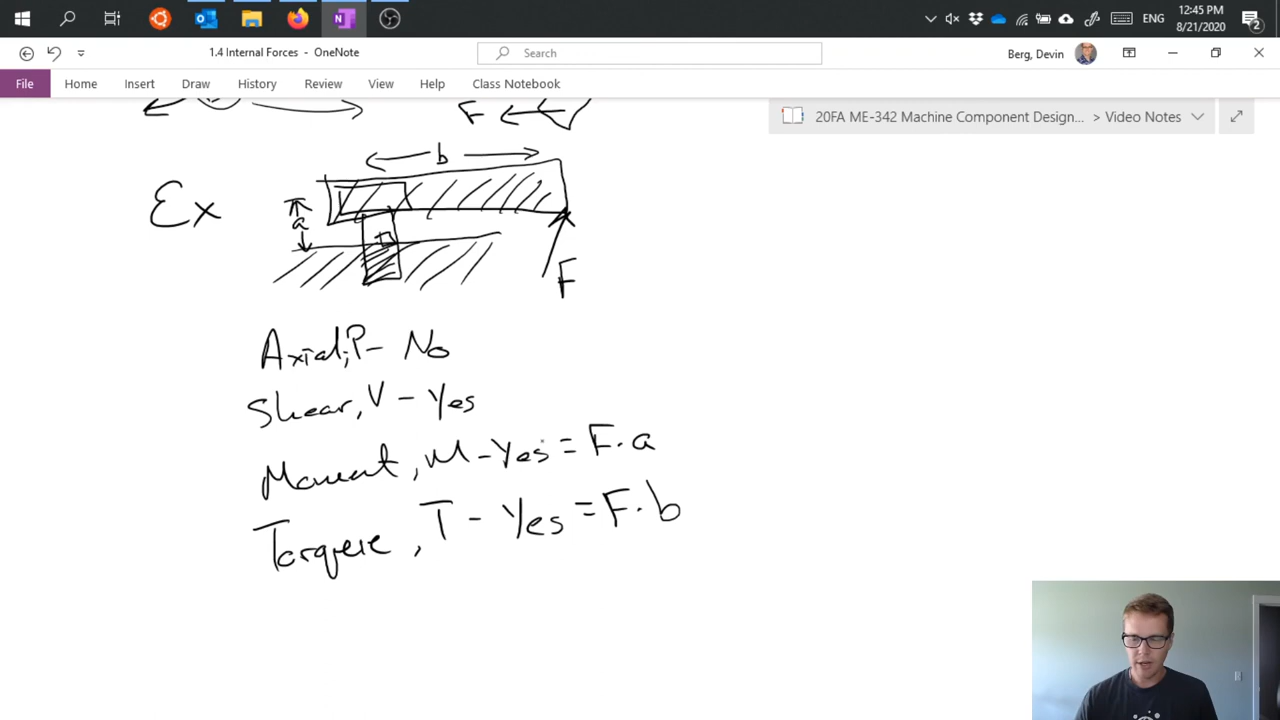 12:45 PM
ENG
8/21/2020
2
1.4 Internal Forces - OneNote
Search
Berg, Devin
File
Home
Insert
Draw
History
Review
View
Help
Class Notebook
20FA ME-342 Machine Component Design... > Video Notes
F
b
Ex
a
F
Axial, P - No
Shear, V - Yes
Moment, M - Yes = F · a
Torque, T - Yes = F · b